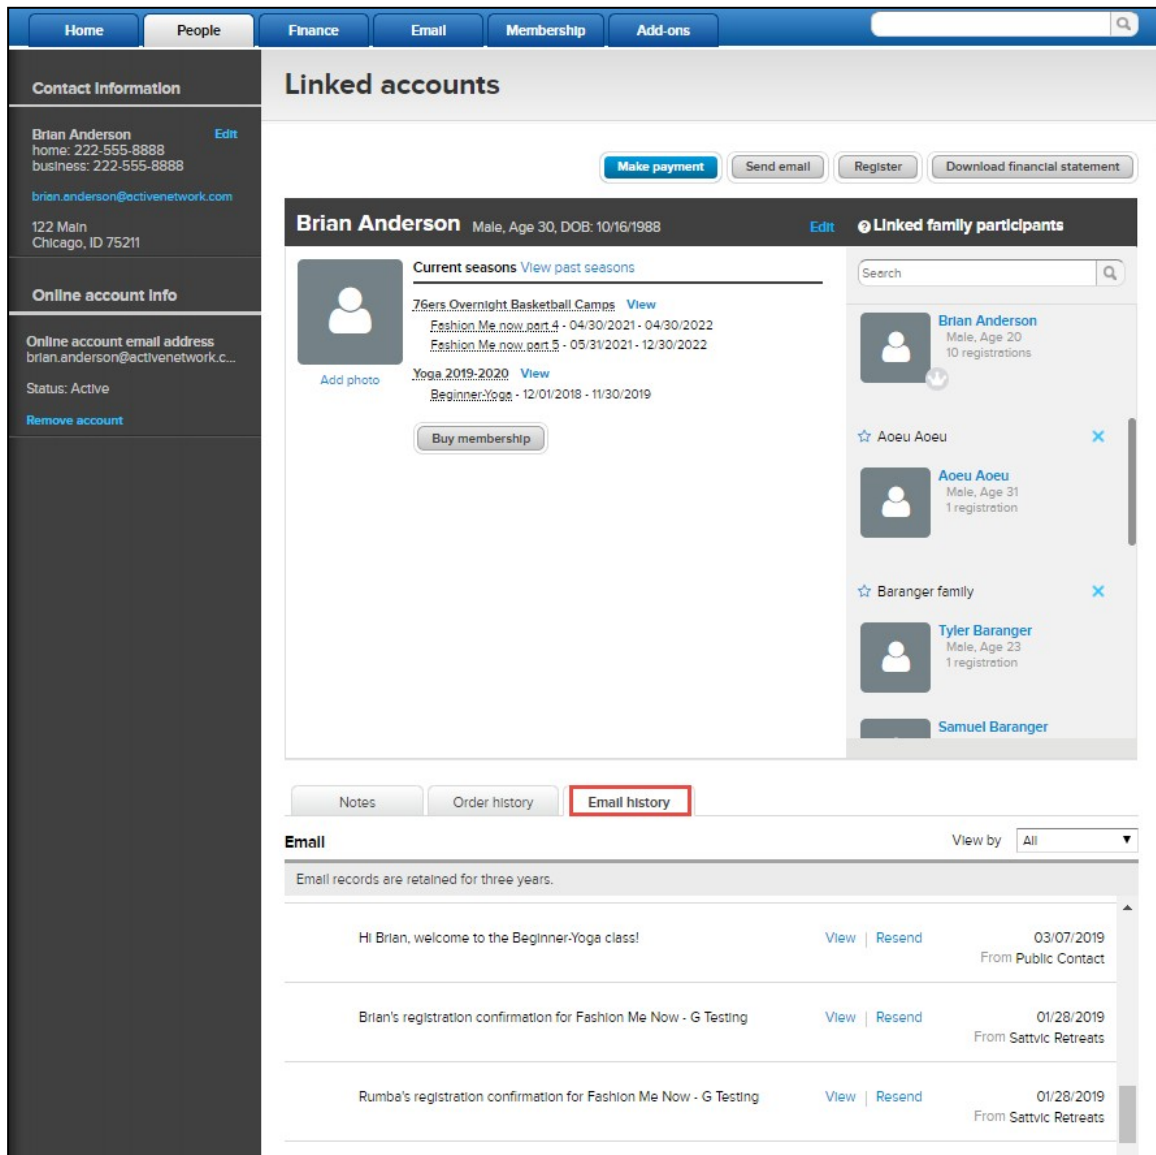 Home People Finance Email Membership Add-ons
Contact Information
Brian Anderson Edit
home: 222-555-8888
business: 222-555-8888
brian.anderson@activenetwork.com
122 Main
Chicago, ID 75211
Online account info
Online account email address
brian.anderson@activenetwork.c...
Status: Active
Remove account
Linked accounts
Make payment Send email Register Download financial statement
Brian Anderson Male, Age 30, DOB: 10/16/1988 Edit
Add photo
Current seasons View past seasons
76ers Overnight Basketball Camps View
Fashion Me now part 4 - 04/30/2021 - 04/30/2022
Fashion Me now part 5 - 05/31/2021 - 12/30/2022
Yoga 2019-2020 View
Beginner-Yoga - 12/01/2018 - 11/30/2019
Buy membership
? Linked family participants
Search
Brian Anderson
Male, Age 20
10 registrations
☆ Aoeu Aoeu ×
Aoeu Aoeu
Male, Age 31
1 registration
☆ Baranger family ×
Tyler Baranger
Male, Age 23
1 registration
Samuel Baranger
Notes Order history Email history
Email View by All
Email records are retained for three years.
Hi Brian, welcome to the Beginner-Yoga class! View | Resend 03/07/2019
From Public Contact
Brian's registration confirmation for Fashion Me Now - G Testing View | Resend 01/28/2019
From Sattvic Retreats
Rumba's registration confirmation for Fashion Me Now - G Testing View | Resend 01/28/2019
From Sattvic Retreats